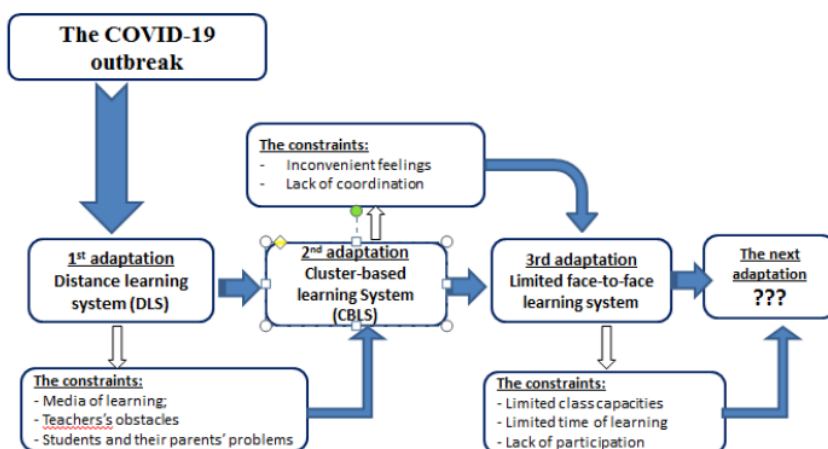 The COVID-19
outbreak
The constraints:
- Inconvenient feelings
- Lack of coordination
1st adaptation
Distance learning
system (DLS)
2nd adaptation
Cluster-based
learning System
(CBLS)
3rd adaptation
Limited face-to-face
learning system
The next
adaptation
???
The constraints:
- Media of learning;
- Teachers's obstacles
- Students and their parents' problems
The constraints:
- Limited class capacities
- Limited time of learning
- Lack of participation